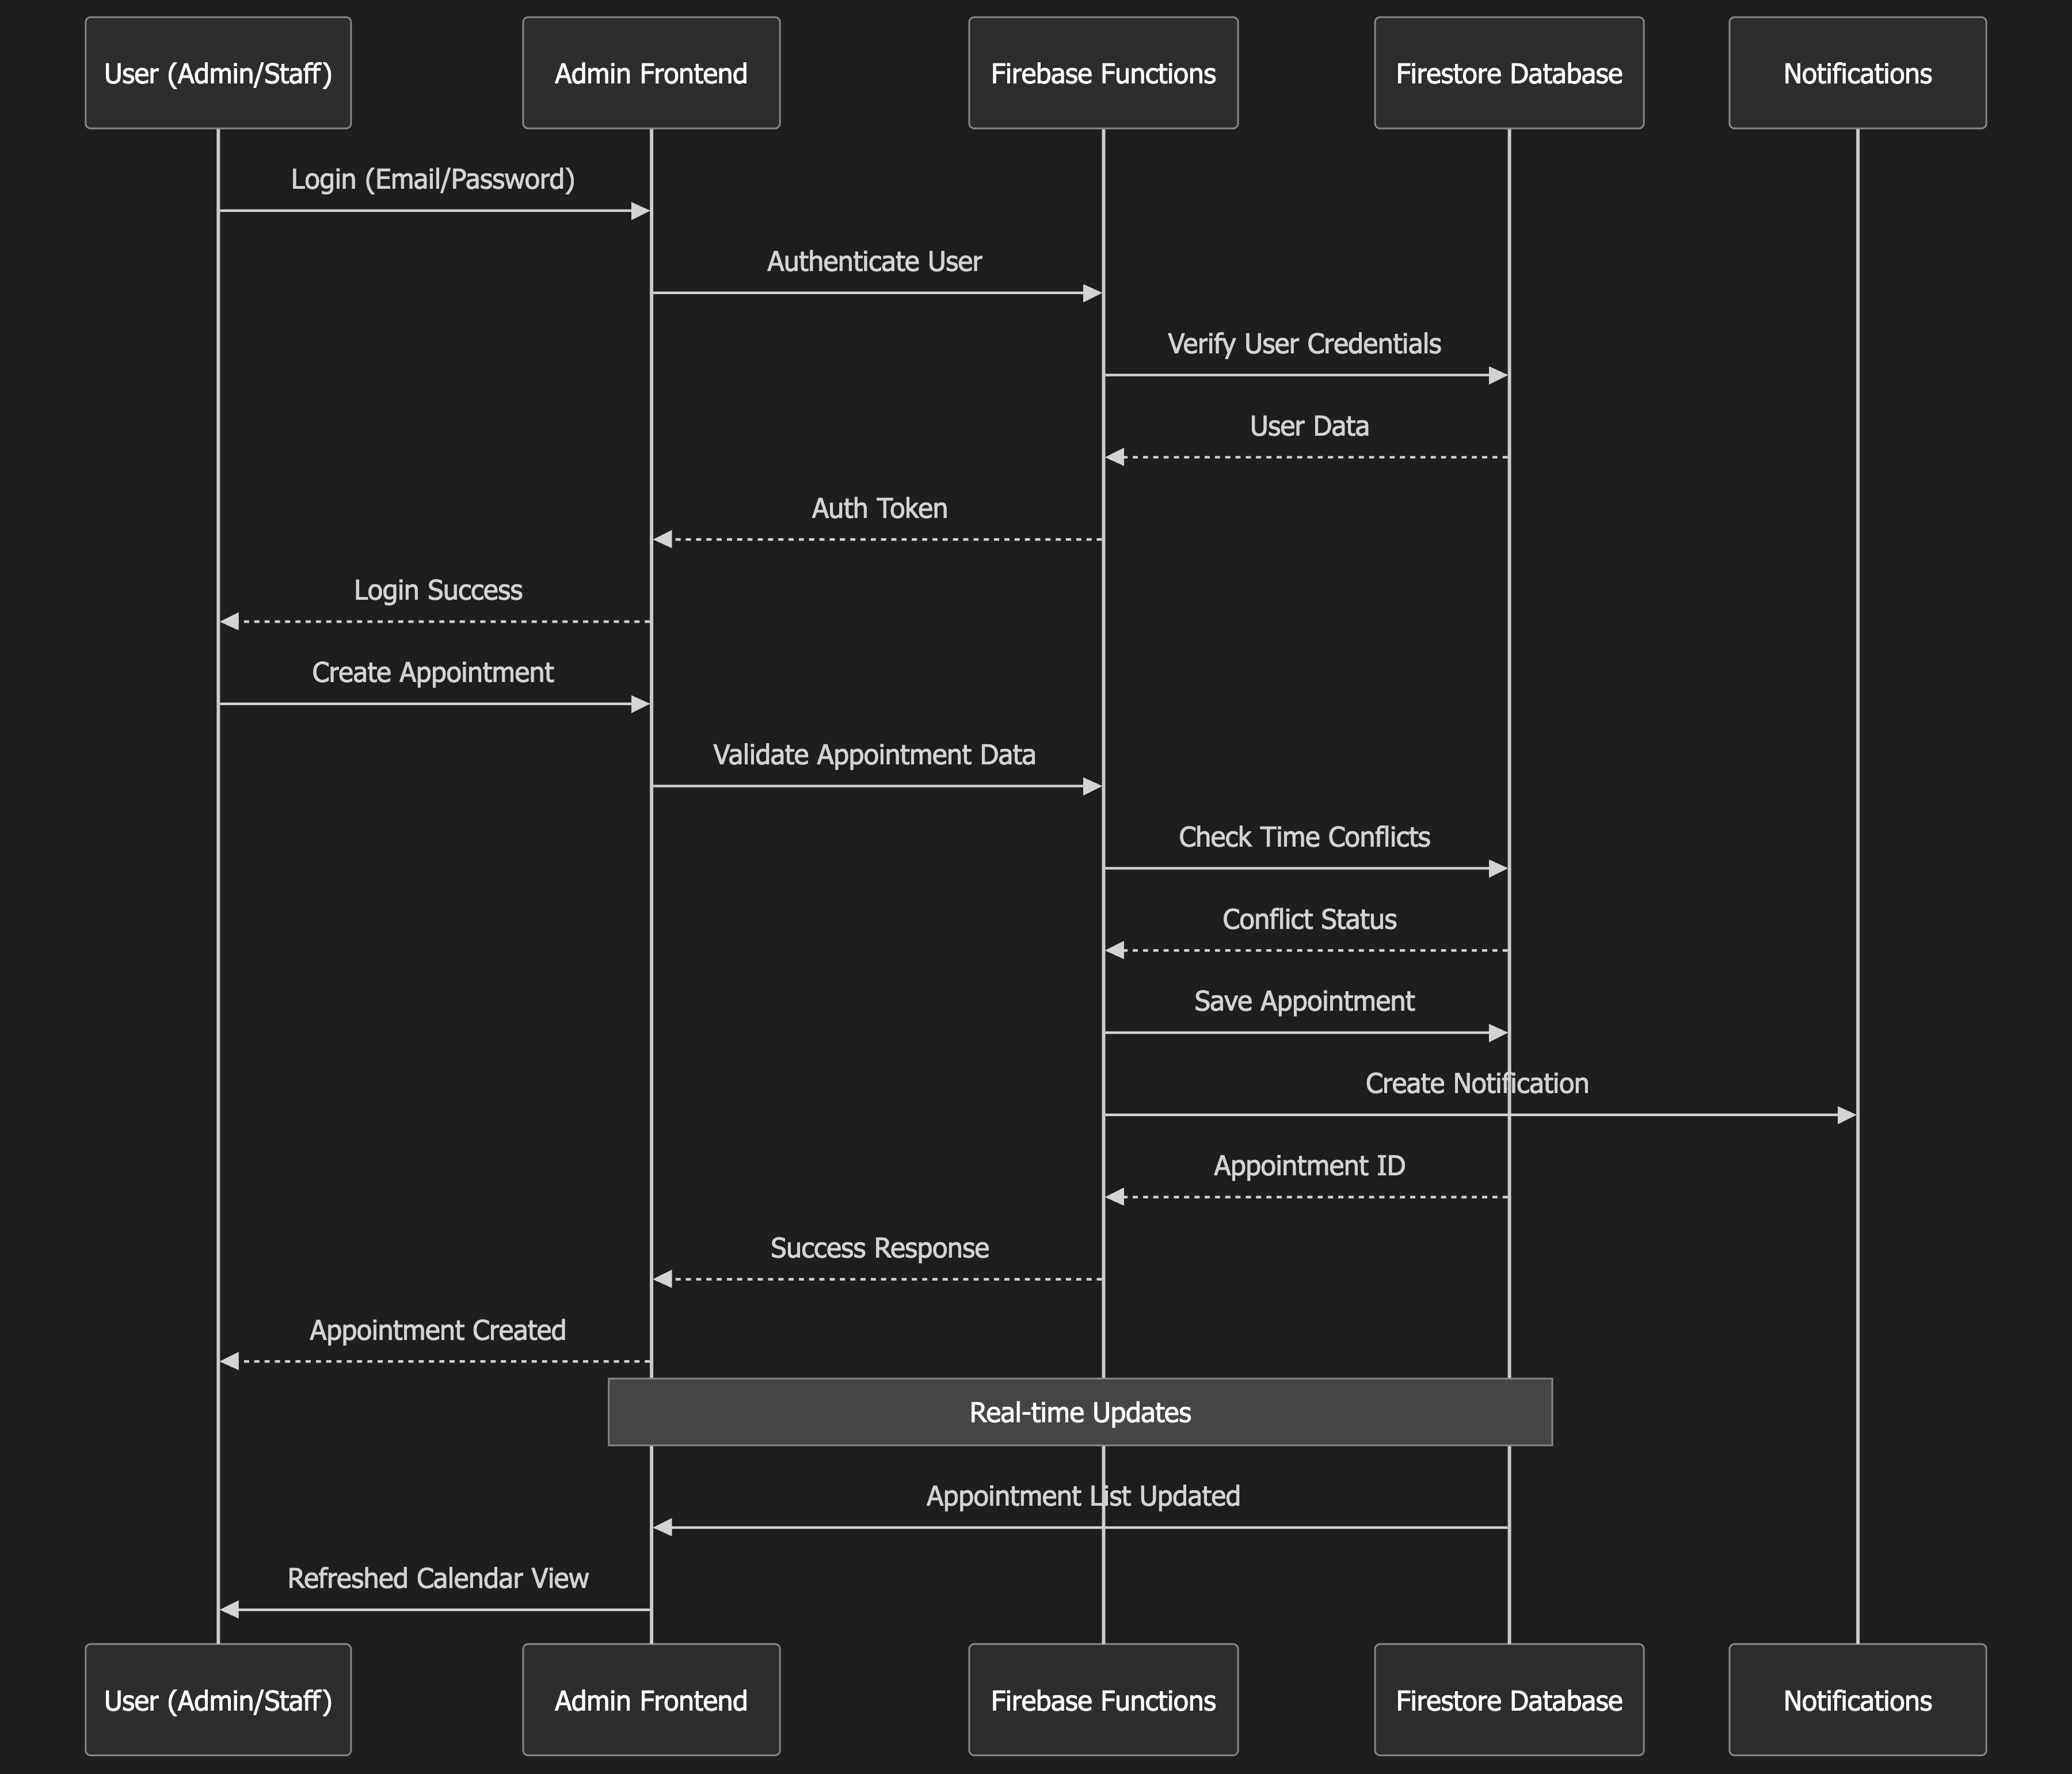 User (Admin/Staff)
Admin Frontend
Firebase Functions
Firestore Database
Notifications
Login (Email/Password)
Authenticate User
Verify User Credentials
User Data
Auth Token
Login Success
Create Appointment
Validate Appointment Data
Check Time Conflicts
Conflict Status
Save Appointment
Create Notification
Appointment ID
Success Response
Appointment Created
Real-time Updates
Appointment List Updated
Refreshed Calendar View
User (Admin/Staff)
Admin Frontend
Firebase Functions
Firestore Database
Notifications